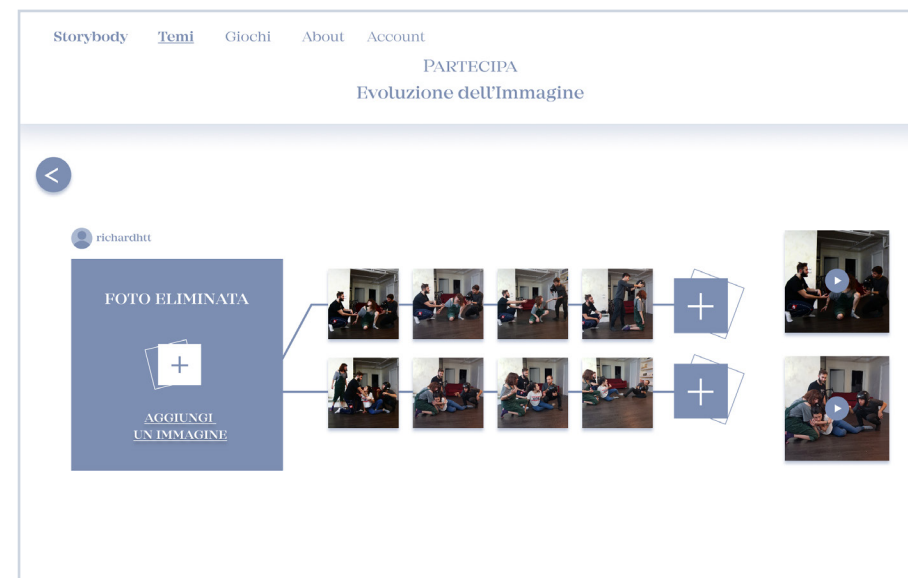 Storybody Temi Giochi About Account
PARTECIPA
Evoluzione dell'Immagine
<
richardhtt
FOTO ELIMINATA
+
AGGIUNGI
UN IMMAGINE
+
+